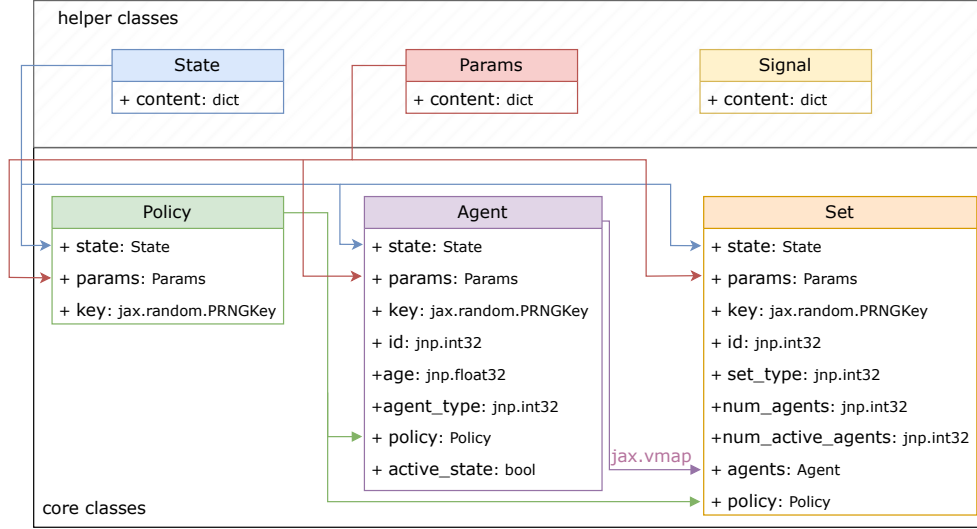 helper classes
State
+ content: dict
Params
+ content: dict
Signal
+ content: dict
Policy
+ state: State
+ params: Params
+ key: jax.random.PRNGKey
Agent
+ state: State
+ params: Params
+ key: jax.random.PRNGKey
+ id: jnp.int32
+age: jnp.float32
+agent_type: jnp.int32
+ policy: Policy
+ active_state: bool
jax.vmap
Set
+ state: State
+ params: Params
+ key: jax.random.PRNGKey
+ id: jnp.int32
+ set_type: jnp.int32
+num_agents: jnp.int32
+num_active_agents: jnp.int32
+ agents: Agent
+ policy: Policy
core classes